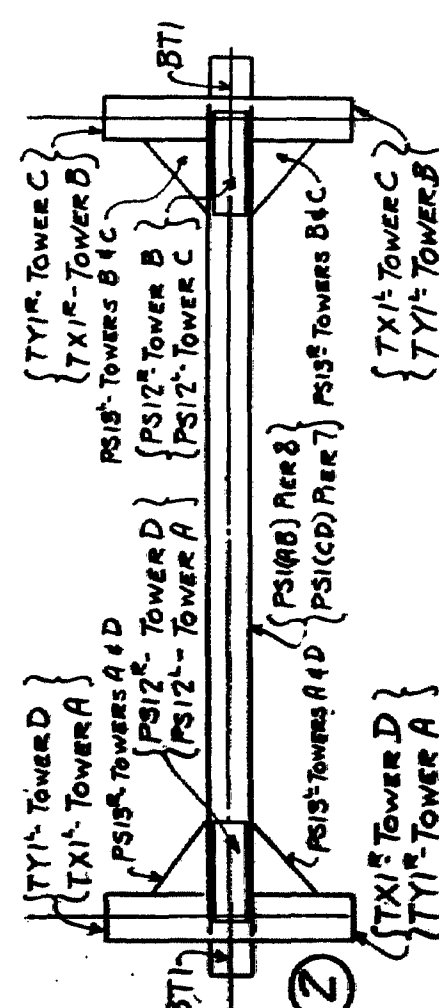 BT1
{TY1ᴸ-TOWER D}
{TX1ᴸ-TOWER A}
PS13ᴿ-TOWERS A & D
{PS12ᴿ-TOWER D}
{PS12ᴸ-TOWER A}
{TY1ᴿ-TOWER C}
{TX1ᴿ-TOWER B}
PS13ᴸ-TOWERS B & C
{PS12ᴿ-TOWER B}
{PS12ᴸ-TOWER C}
BT1
PS13ᴸ-TOWERS A & D
{PS1(AB) PIER 8}
{PS1(CD) PIER 7}
PS13ᴿ-TOWERS B & C
{TX1ᴿ-TOWER D}
{TY1ᴿ-TOWER A}
{TX1ᴸ-TOWER C}
{TY1ᴸ-TOWER B}
2